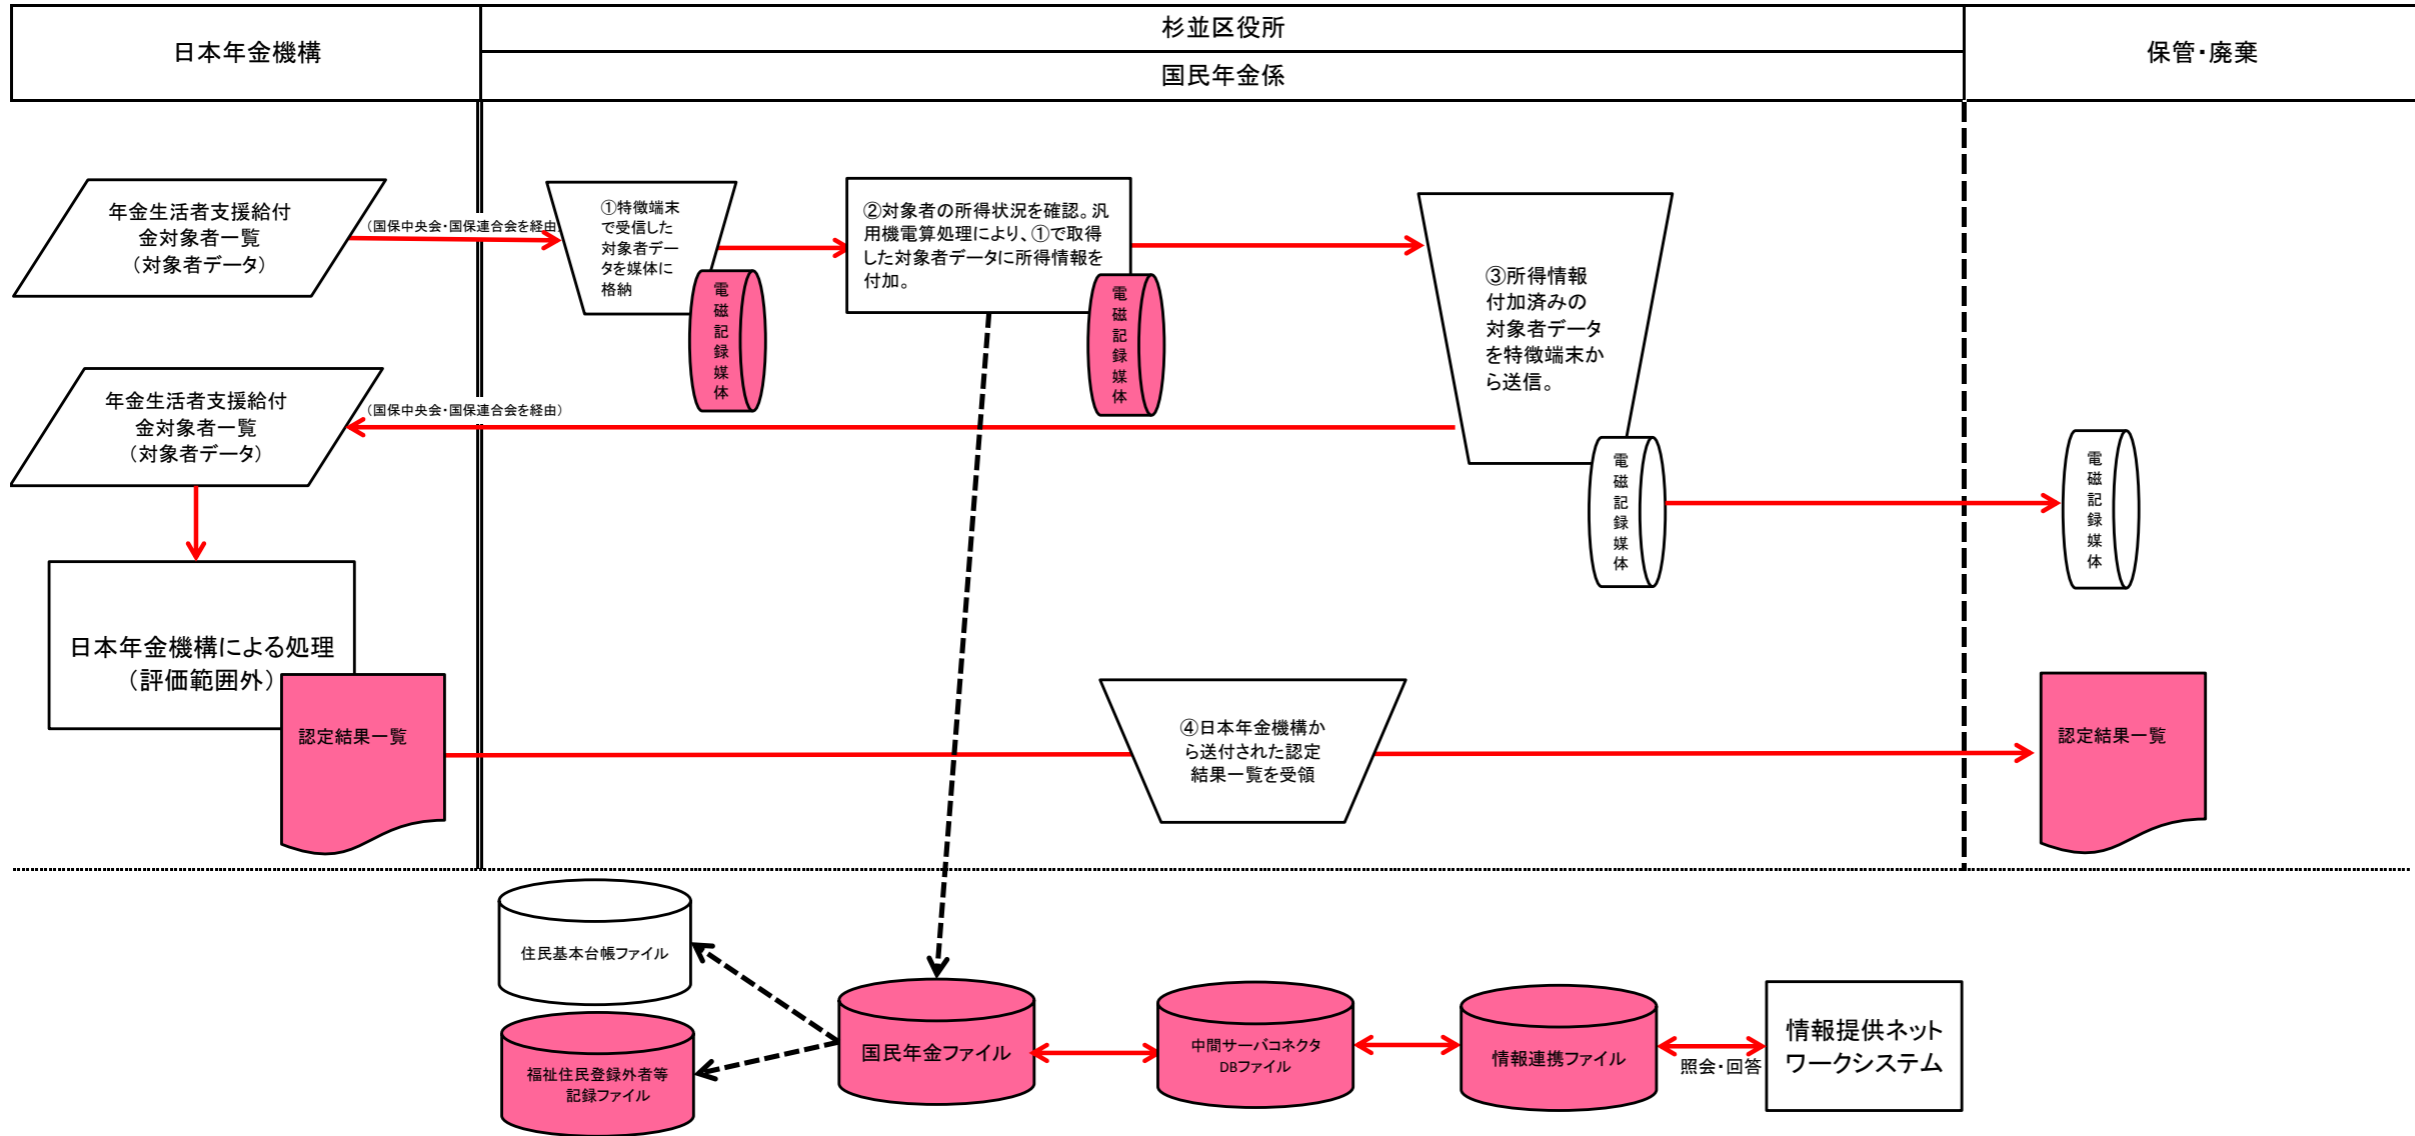 日本年金機構
杉並区役所
国民年金係
保管・廃棄
年金生活者支援給付
金対象者一覧
（対象者データ）
（国保中央会・国保連合会を経由）
①特徴端末
で受信した
対象者デー
タを媒体に
格納
電磁記録媒体
②対象者の所得状況を確認。汎
用機電算処理により、①で取得
した対象者データに所得情報を
付加。
電磁記録媒体
③所得情報
付加済みの
対象者データ
を特徴端末か
ら送信。
電磁記録媒体
電磁記録媒体
年金生活者支援給付
金対象者一覧
（対象者データ）
（国保中央会・国保連合会を経由）
日本年金機構による処理
（評価範囲外）
認定結果一覧
④日本年金機構か
ら送付された認定
結果一覧を受領
認定結果一覧
住民基本台帳ファイル
福祉住民登録外者等
記録ファイル
国民年金ファイル
中間サーバコネクタ
DBファイル
情報連携ファイル
照会・回答
情報提供ネット
ワークシステム